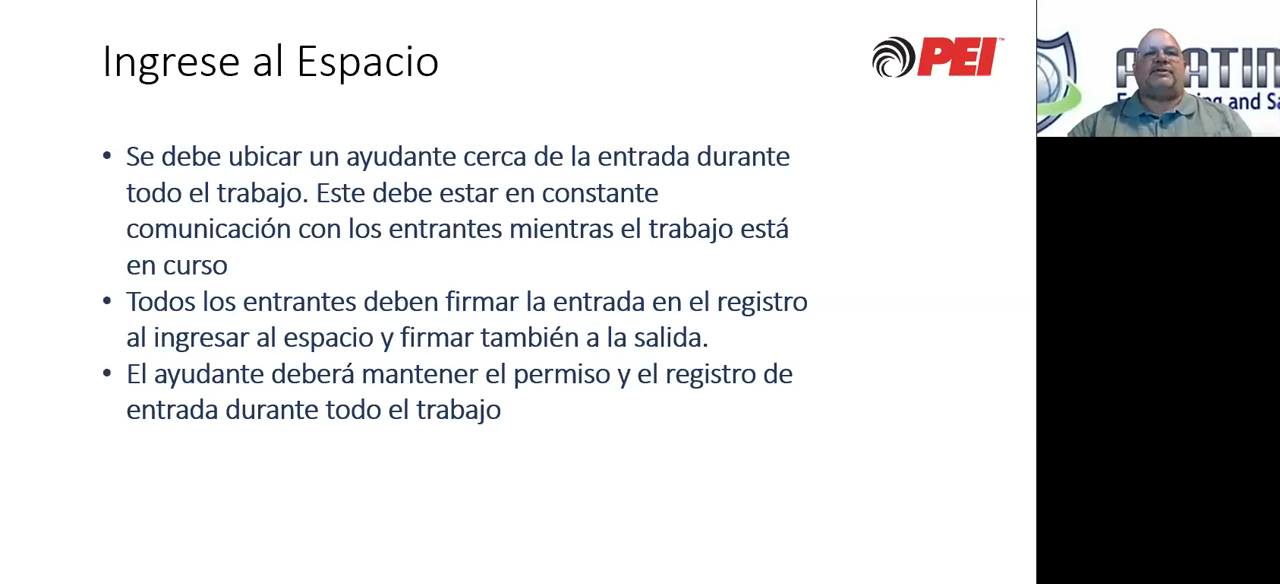 Ingrese al Espacio
PEI
• Se debe ubicar un ayudante cerca de la entrada durante
todo el trabajo. Este debe estar en constante
comunicación con los entrantes mientras el trabajo está
en curso
• Todos los entrantes deben firmar la entrada en el registro
al ingresar al espacio y firmar también a la salida.
• El ayudante deberá mantener el permiso y el registro de
entrada durante todo el trabajo
and